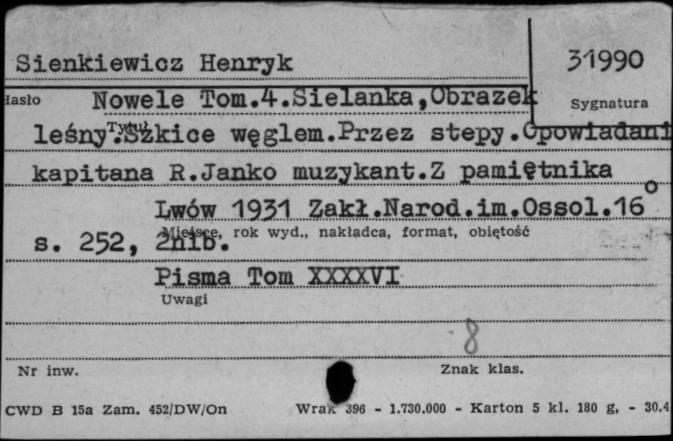 Sienkiewicz Henryk
31990
Hasło
Nowele Tom.4.Sielanka,Obrazek
Sygnatura
leśny.Szkice węglem.Przez stepy.Opowiadani
Tytuł
kapitana R.Janko muzykant.Z pamiętnika
Lwów 1931 Zakł.Narod.im.Ossol.16°
Miejsce, rok wyd., nakładca, format, objętość
s. 252, 2nlb.
Pisma Tom XXXXVI
Uwagi
8
Nr inw.
Znak klas.
CWD B 15a Zam. 452/DW/On
Wrak 396 - 1.730.000 - Karton 5 kl. 180 g, - 30.4